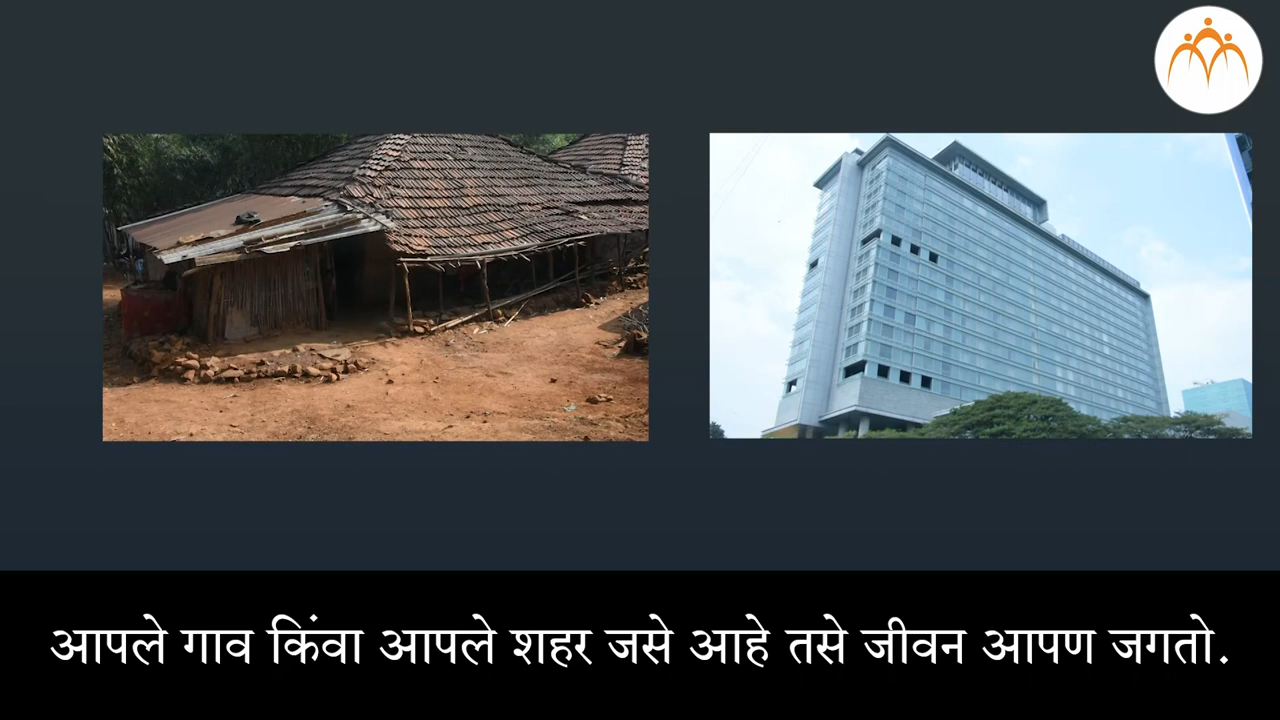 आपले गाव किंवा आपले शहर जसे आहे तसे जीवन आपण जगतो.